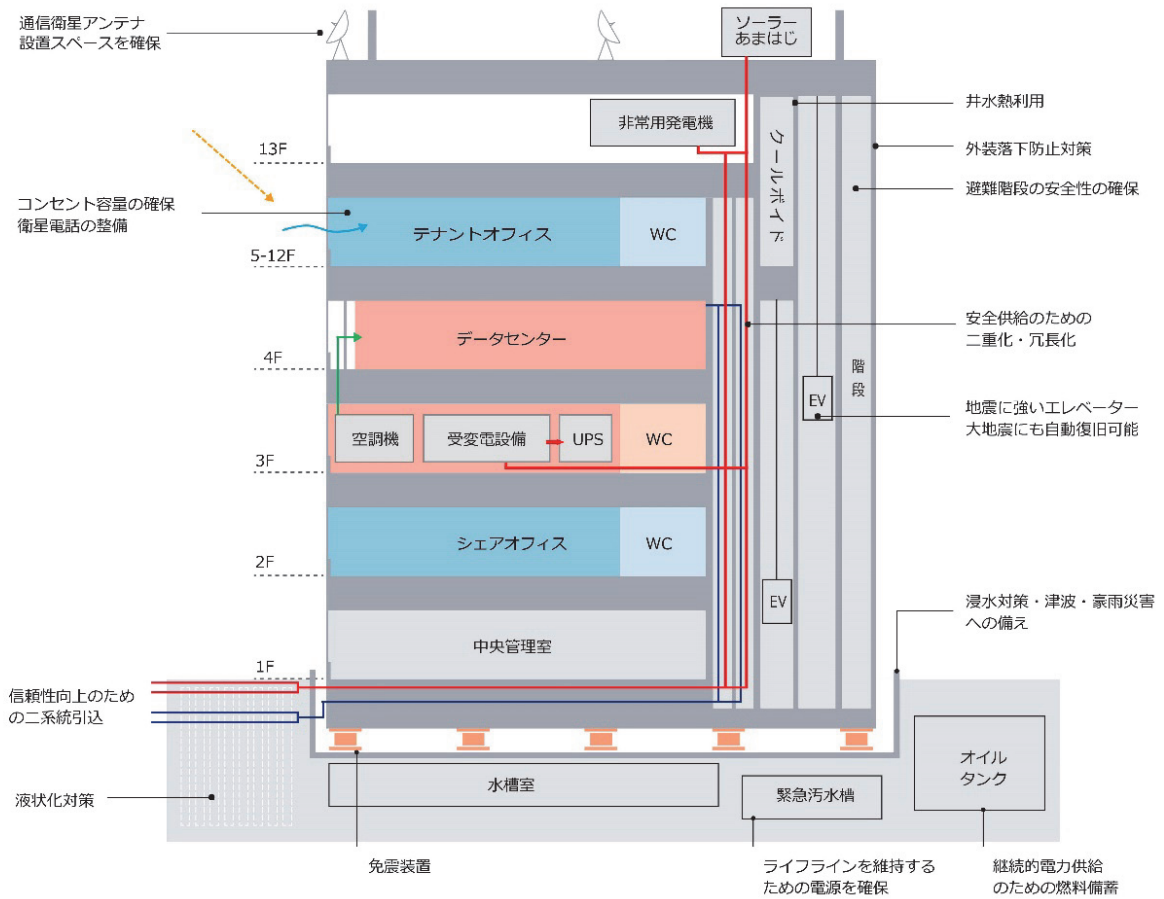 通信衛星アンテナ
設置スペースを確保
ソーラー
あまはじ
非常用発電機
クールボイド
井水熱利用
外装落下防止対策
避難階段の安全性の確保
13F
コンセント容量の確保
衛星電話の整備
テナントオフィス
WC
5-12F
データセンター
4F
安全供給のための
二重化・冗長化
階段
EV
地震に強いエレベーター
大地震にも自動復旧可能
空調機
受変電設備
UPS
WC
3F
シェアオフィス
WC
2F
EV
浸水対策・津波・豪雨災害
への備え
中央管理室
1F
信頼性向上のため
の二系統引込
液状化対策
水槽室
緊急汚水槽
オイル
タンク
免震装置
ライフラインを維持する
ための電源を確保
継続的電力供給
のための燃料備蓄